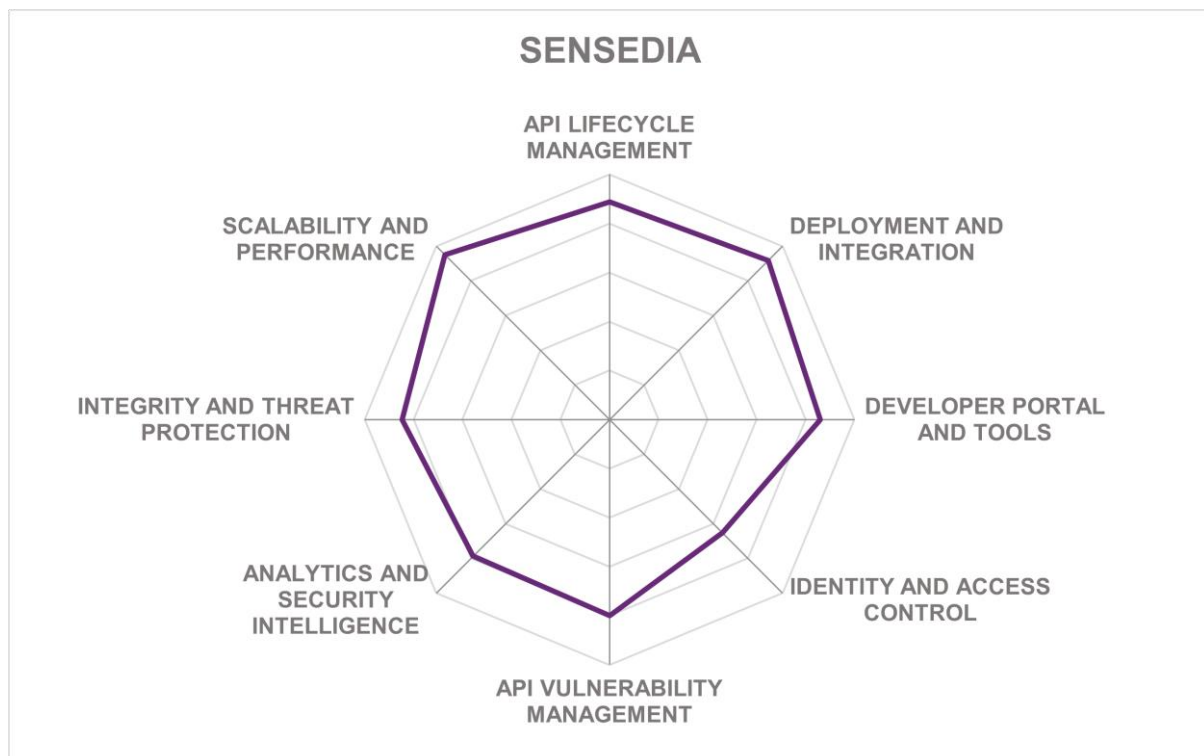 SENSEDIA
API LIFECYCLE
MANAGEMENT
SCALABILITY AND
PERFORMANCE
DEPLOYMENT AND
INTEGRATION
INTEGRITY AND THREAT
PROTECTION
DEVELOPER PORTAL
AND TOOLS
ANALYTICS AND
SECURITY
INTELLIGENCE
IDENTITY AND ACCESS
CONTROL
API VULNERABILITY
MANAGEMENT